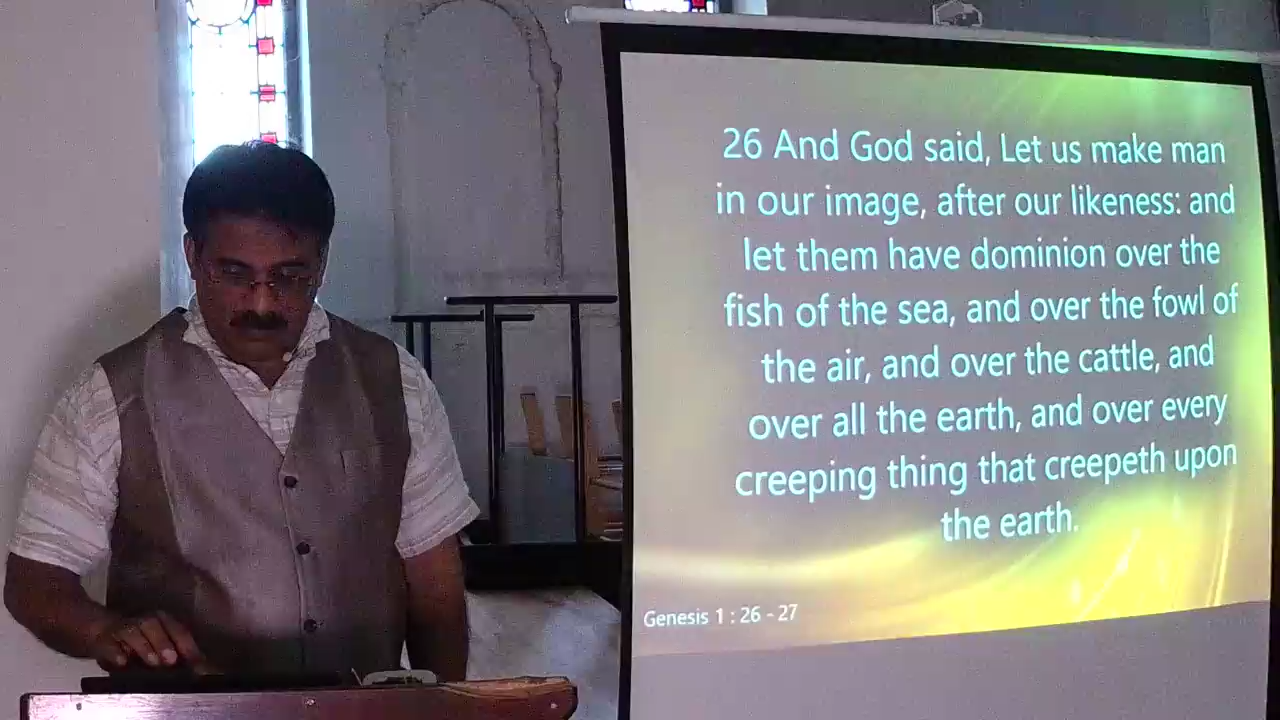 26 And God said, Let us make man
in our image, after our likeness: and
let them have dominion over the
fish of the sea, and over the fowl of
the air, and over the cattle, and
over all the earth, and over every
creeping thing that creepeth upon
the earth.
Genesis 1 : 26 - 27